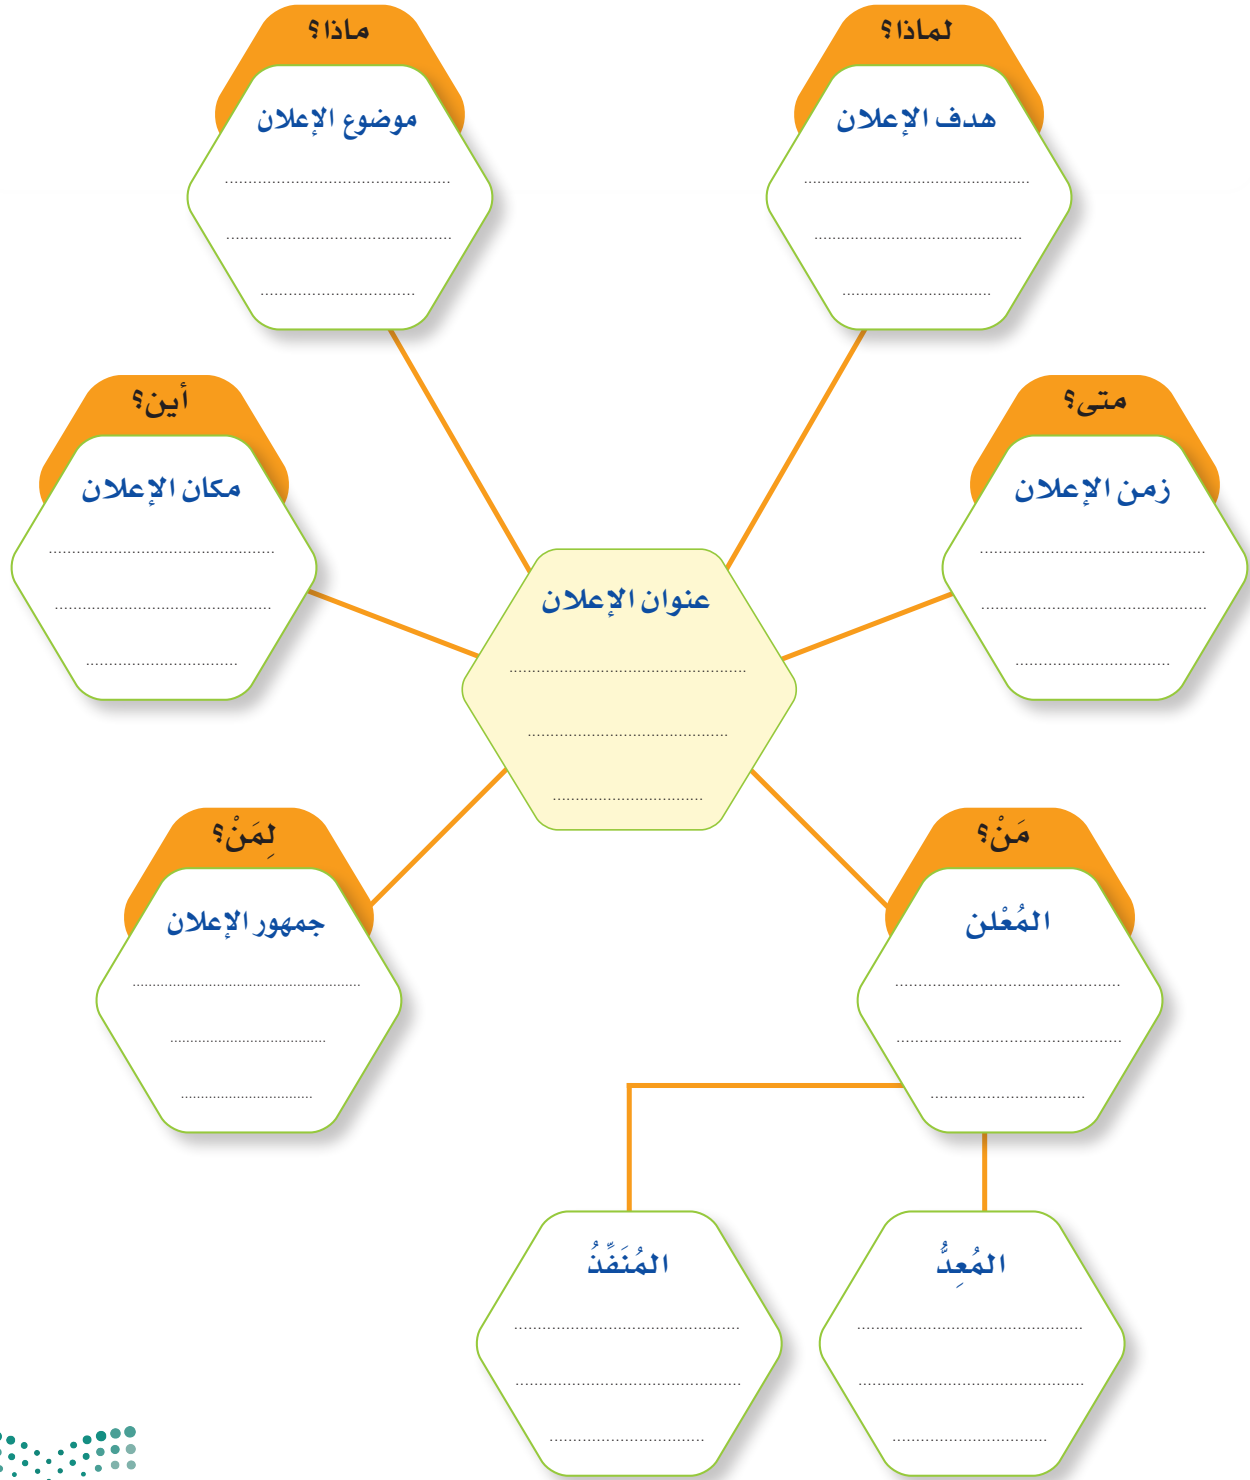 لماذا؟
هدف الإعلان
ماذا؟
موضوع الإعلان
متى؟
زمن الإعلان
أين؟
مكان الإعلان
عنوان الإعلان
مَنْ؟
المُعْلن
لِمَنْ؟
جمهور الإعلان
المُعِدُّ
المُنَفِّذُ